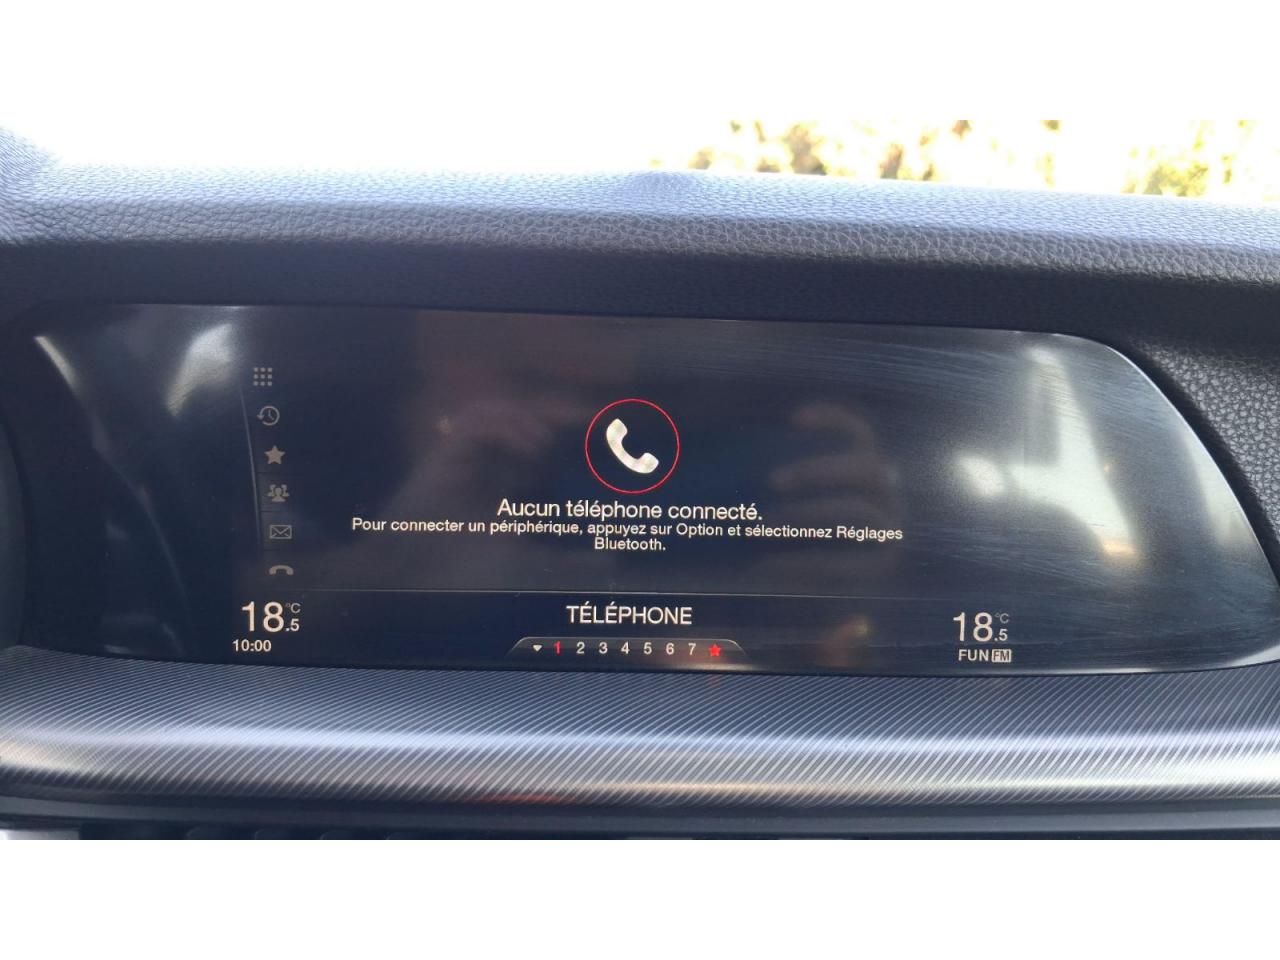 Aucun téléphone connecté.
Pour connecter un périphérique, appuyez sur Option et sélectionnez Réglages
Bluetooth.
18.5 °C
TÉLÉPHONE
18.5 °C
10:00
1 2 3 4 5 6 7
FUN FM